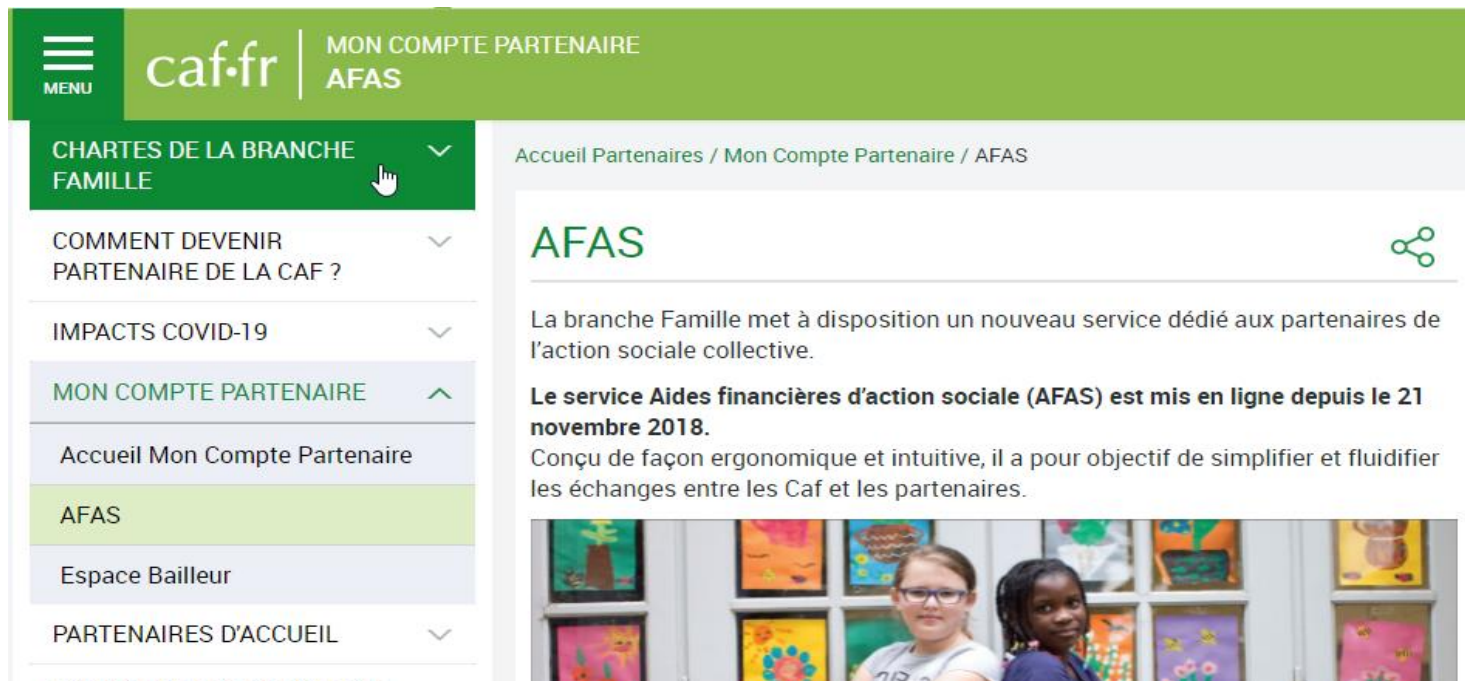 MENU
caf.fr
MON COMPTE PARTENAIRE
AFAS
CHARTES DE LA BRANCHE
FAMILLE
COMMENT DEVENIR
PARTENAIRE DE LA CAF ?
IMPACTS COVID-19
MON COMPTE PARTENAIRE
Accueil Mon Compte Partenaire
AFAS
Espace Bailleur
PARTENAIRES D'ACCUEIL
Accueil Partenaires / Mon Compte Partenaire / AFAS
AFAS
La branche Famille met à disposition un nouveau service dédié aux partenaires de
l'action sociale collective.
Le service Aides financières d'action sociale (AFAS) est mis en ligne depuis le 21
novembre 2018.
Conçu de façon ergonomique et intuitive, il a pour objectif de simplifier et fluidifier
les échanges entre les Caf et les partenaires.